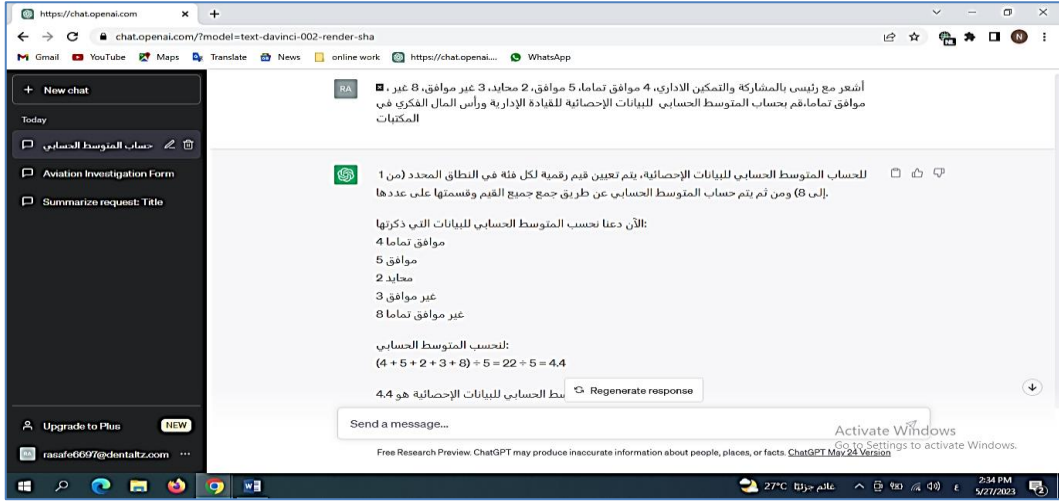 https://chat.openai.com
chat.openai.com/?model=text-davinci-002-render-sha
Gmail YouTube Maps Translate News online work https://chat.openai.... WhatsApp
+ New chat
Today
حساب المتوسط الحسابي
Aviation Investigation Form
Summarize request: Title
Upgrade to Plus NEW
rasafe6697@dentaltz.com ...
RA
أشعر مع رئيسي بالمشاركة والتمكين الاداري، 4 موافق تماما، 5 موافق، 2 محايد، 3 غير موافق، 8 غير ،
موافق تماما،قم بحساب المتوسط الحسابي للبيانات الإحصائية للقيادة الإدارية ورأس المال الفكري في
المكتبات
للحساب المتوسط الحسابي للبيانات الإحصائية، يتم تعيين قيم رقمية لكل فئة في النطاق المحدد (من 1
إلى 8) ومن ثم يتم حساب المتوسط الحسابي عن طريق جمع جميع القيم وقسمتها على عددها.
الآن دعنا نحسب المتوسط الحسابي للبيانات التي ذكرتها:
موافق تماما 4
موافق 5
محايد 2
غير موافق 3
غير موافق تماما 8
لنحسب المتوسط الحسابي:
(4 + 5 + 2 + 3 + 8) ÷ 5 = 22 ÷ 5 = 4.4
سط الحسابي للبيانات الإحصائية هو 4.4
Regenerate response
Send a message...
Free Research Preview. ChatGPT may produce inaccurate information about people, places, or facts. ChatGPT May 24 Version
Activate Windows
Go to Settings to activate Windows.
27°C غائم جزئيًا
ع
2:34 PM
5/27/2023